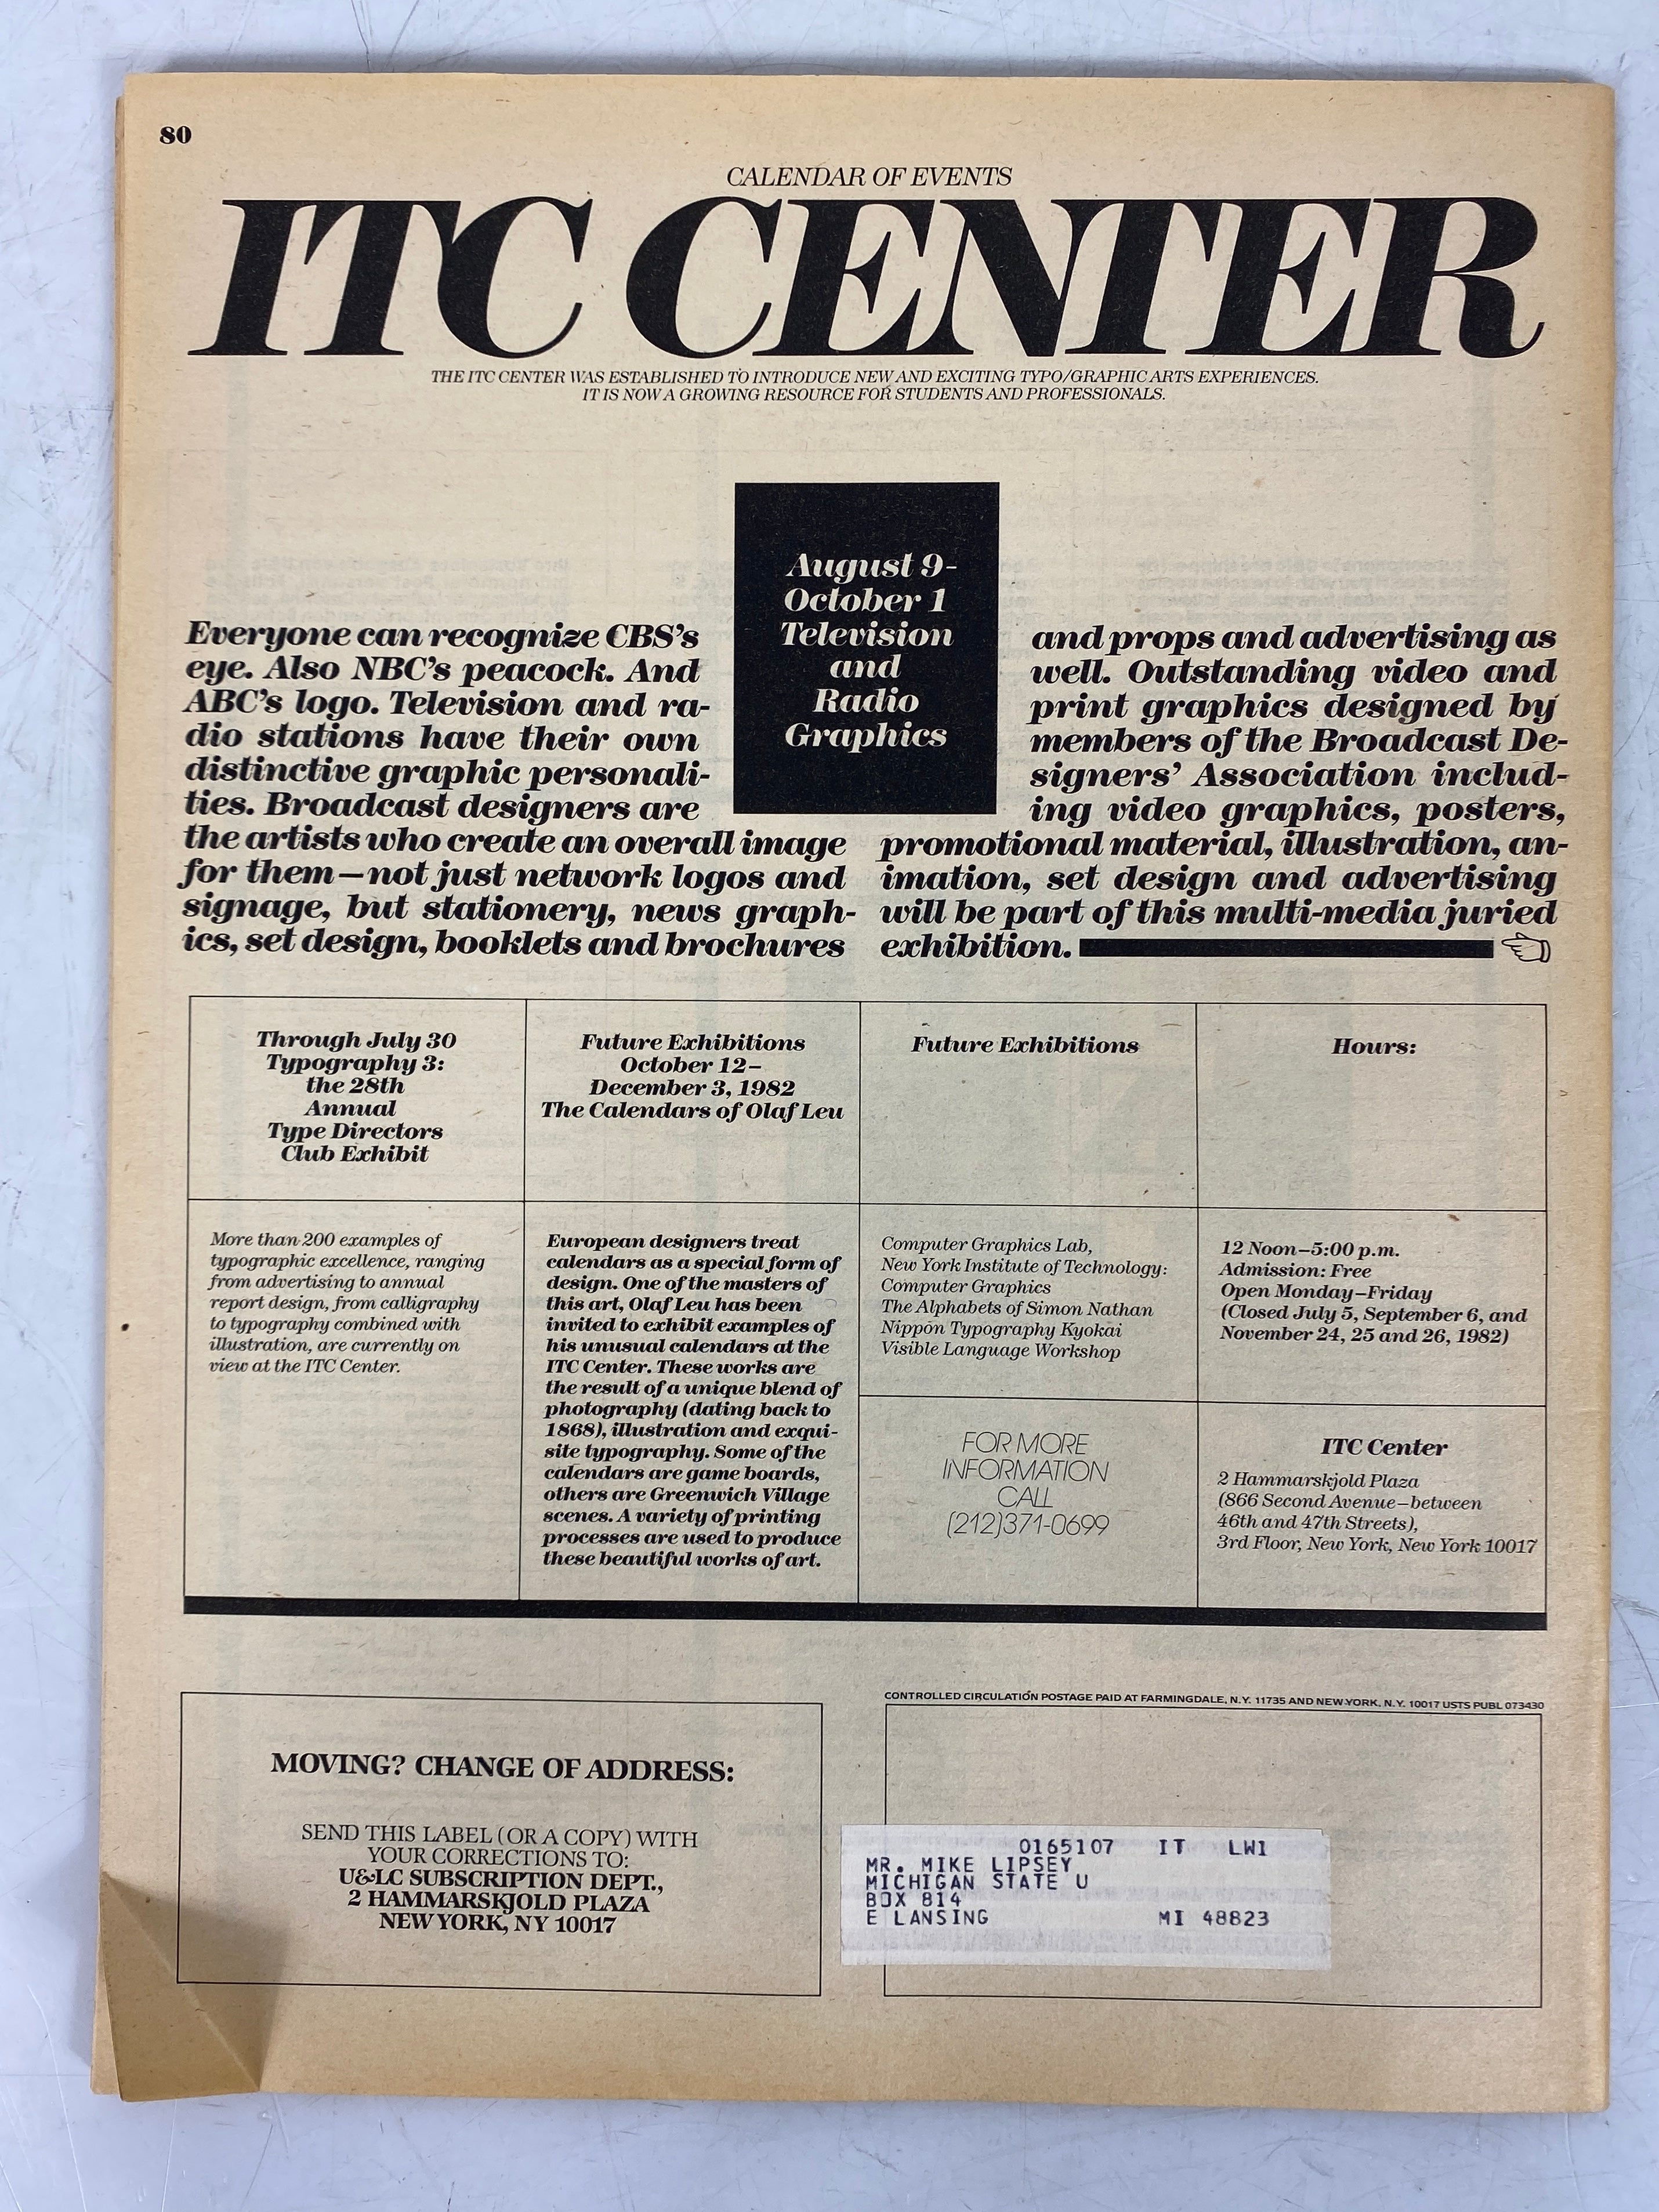 80
CALENDAR OF EVENTS
ITC CENTER
THE ITC CENTER WAS ESTABLISHED TO INTRODUCE NEW AND EXCITING TYPO/GRAPHIC ARTS EXPERIENCES.
IT IS NOW A GROWING RESOURCE FOR STUDENTS AND PROFESSIONALS.
August 9-
October 1
Television
and
Radio
Graphics
Everyone can recognize CBS's
eye. Also NBC's peacock. And
ABC's logo. Television and ra-
dio stations have their own
distinctive graphic personali-
ties. Broadcast designers are
the artists who create an overall image
for them—not just network logos and
signage, but stationery, news graph-
ics, set design, booklets and brochures
and props and advertising as
well. Outstanding video and
print graphics designed by
members of the Broadcast De-
signers' Association includ-
ing video graphics, posters,
promotional material, illustration, an-
imation, set design and advertising
will be part of this multi-media juried
exhibition.
Through July 30
Typography 3:
the 28th
Annual
Type Directors
Club Exhibit
More than 200 examples of
typographic excellence, ranging
from advertising to annual
report design, from calligraphy
to typography combined with
illustration, are currently on
view at the ITC Center.
Future Exhibitions
October 12–
December 3, 1982
The Calendars of Olaf Leu
European designers treat
calendars as a special form of
design. One of the masters of
this art, Olaf Leu has been
invited to exhibit examples of
his unusual calendars at the
ITC Center. These works are
the result of a unique blend of
photography (dating back to
1868), illustration and exqui-
site typography. Some of the
calendars are game boards,
others are Greenwich Village
scenes. A variety of printing
processes are used to produce
these beautiful works of art.
Future Exhibitions
Computer Graphics Lab,
New York Institute of Technology:
Computer Graphics
The Alphabets of Simon Nathan
Nippon Typography Kyokai
Visible Language Workshop
FOR MORE
INFORMATION
CALL
(212)371-0699
Hours:
12 Noon–5:00 p.m.
Admission: Free
Open Monday–Friday
(Closed July 5, September 6, and
November 24, 25 and 26, 1982)
ITC Center
2 Hammarskjold Plaza
(866 Second Avenue–between
46th and 47th Streets),
3rd Floor, New York, New York 10017
MOVING? CHANGE OF ADDRESS:
SEND THIS LABEL (OR A COPY) WITH
YOUR CORRECTIONS TO:
U&LC SUBSCRIPTION DEPT.,
2 HAMMARSKJOLD PLAZA
NEW YORK, NY 10017
CONTROLLED CIRCULATION POSTAGE PAID AT FARMINGDALE, N.Y. 11735 AND NEW YORK, N.Y. 10017 USTS PUBL 073430
0165107 IT LW1
MR. MIKE LIPSEY
MICHIGAN STATE U
BOX 814
E LANSING MI 48823